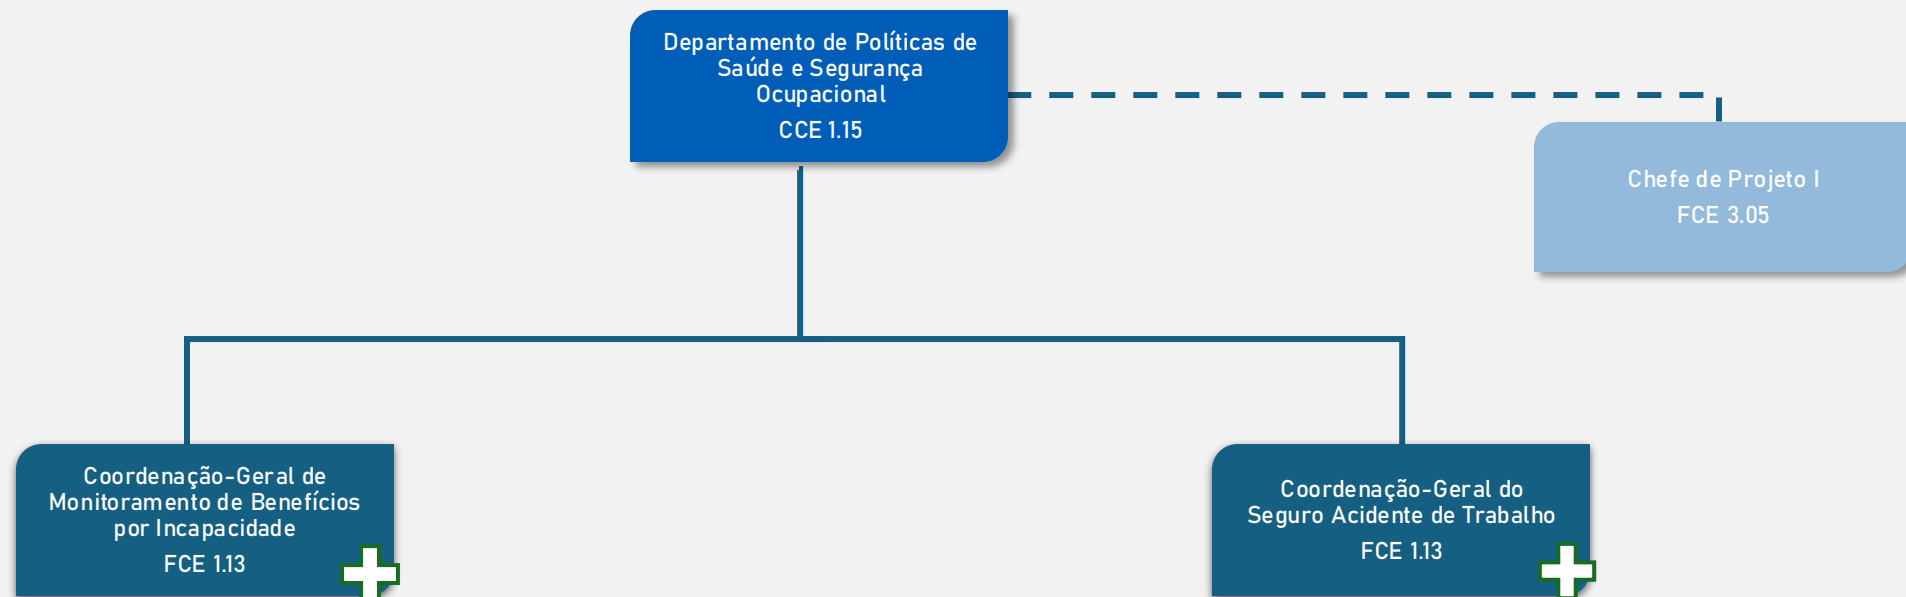 Departamento de Políticas de
Saúde e Segurança
Ocupacional
CCE 1.15
Chefe de Projeto I
FCE 3.05
Coordenação-Geral de
Monitoramento de Benefícios
por Incapacidade
FCE 1.13
Coordenação-Geral do
Seguro Acidente de Trabalho
FCE 1.13